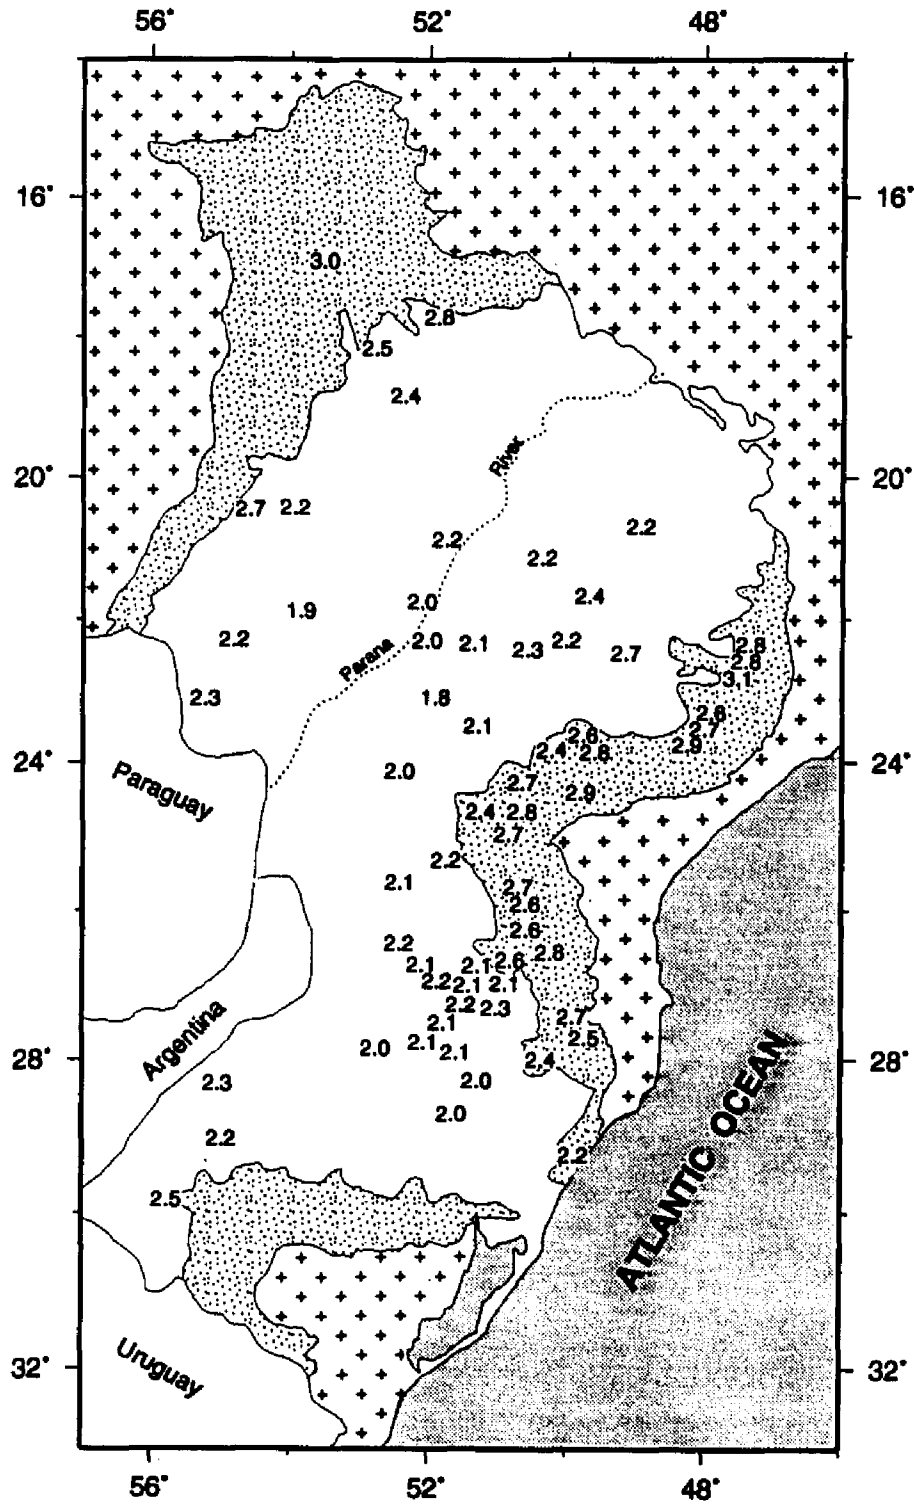 56° 52° 48°
16° 16°
3.0
2.8
2.5
2.4
River
20° 20°
2.7 2.2
2.2 2.2
2.2
2.4
1.9 2.0
2.2 2.0 2.1 2.3 2.2 2.7 2.8
2.8
Parana 3.1
2.3 1.8
2.6
2.1 2.7
2.6 2.9
2.4 2.8
24° 24°
2.0
Paraguay 2.7 2.9
2.4 2.8
2.7
2.2
2.1 2.7
2.6
2.6
2.2 2.8
2.1 2.1 2.6
2.2 2.1 2.1
2.2 2.3
Argentina 2.1 2.7
2.1 2.5
2.0 2.1 2.4
28° 28°
2.3 2.0
2.0
2.2 2.2
ATLANTIC OCEAN
2.5
Uruguay
32° 32°
56° 52° 48°